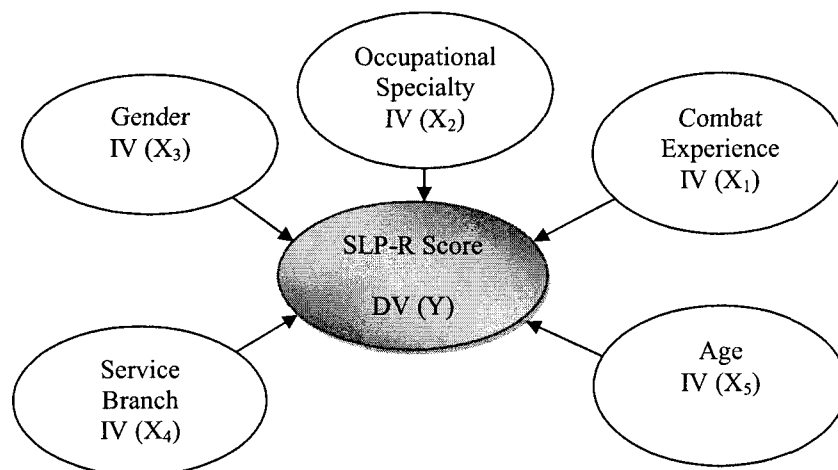 Occupational
Specialty
IV (X₂)
Gender
IV (X₃)
Combat
Experience
IV (X₁)
SLP-R Score
DV (Y)
Service
Branch
IV (X₄)
Age
IV (X₅)